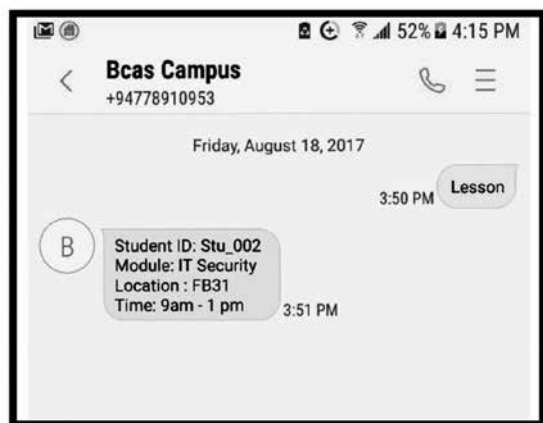 52% 4:15 PM
Bcas Campus
+94778910953
Friday, August 18, 2017
Lesson
3:50 PM
B
Student ID: Stu_002
Module: IT Security
Location : FB31
Time: 9am - 1 pm
3:51 PM